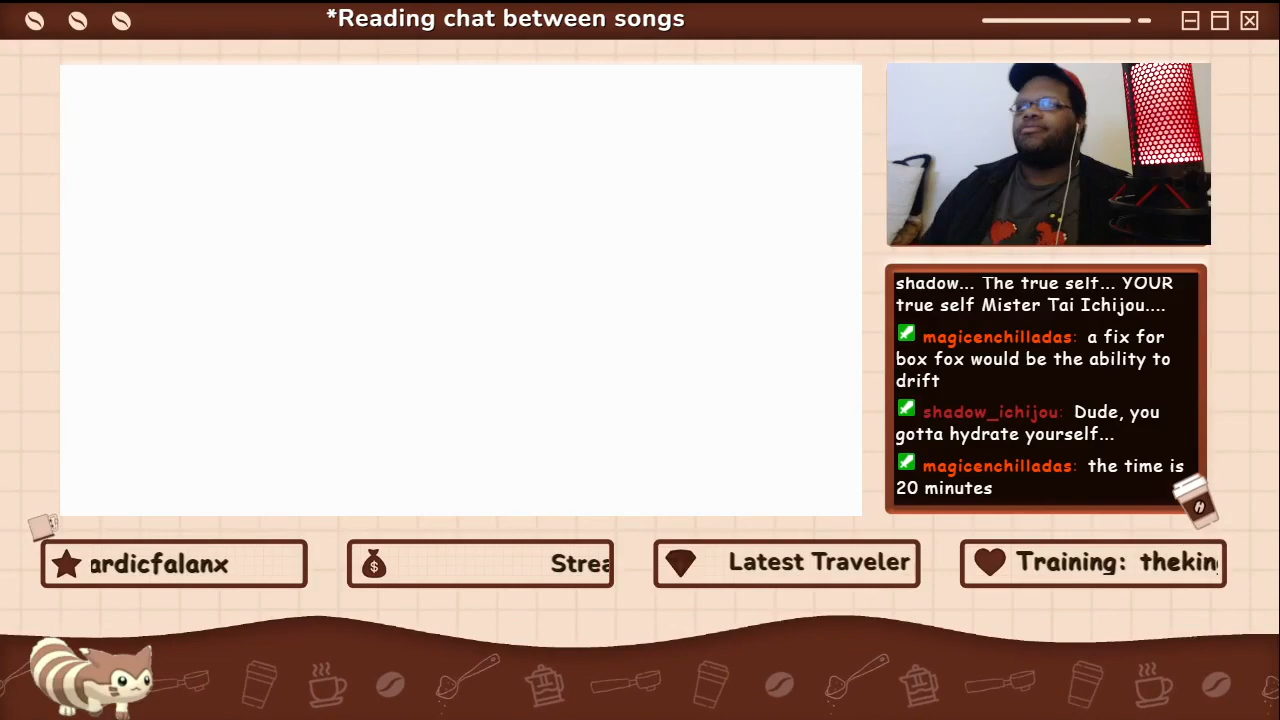 *Reading chat between songs
shadow... The true self... YOUR
true self Mister Tai Ichijou....
magicenchilladas: a fix for
box fox would be the ability to
drift
shadow_ichijou: Dude, you
gotta hydrate yourself...
magicenchilladas: the time is
20 minutes
ardicfalanx
Strea
Latest Traveler
Training: thekin